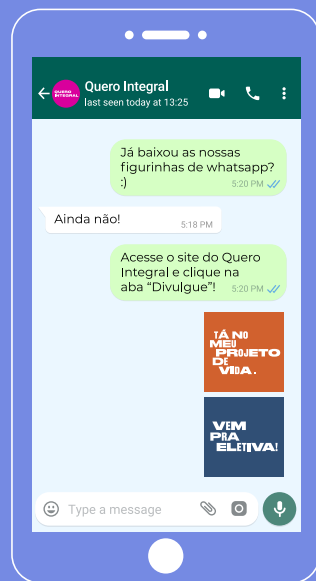 QUERO
INTEGRAL
Quero Integral
last seen today at 13:25
Já baixou as nossas
figurinhas de whatsapp?
:)
5:20 PM
Ainda não!
5:18 PM
Acesse o site do Quero
Integral e clique na
aba “Divulgue”!
5:20 PM
TÁ NO
MEU
PROJETO
DE
VIDA.
VEM
PRA
ELETIVA!
Type a message